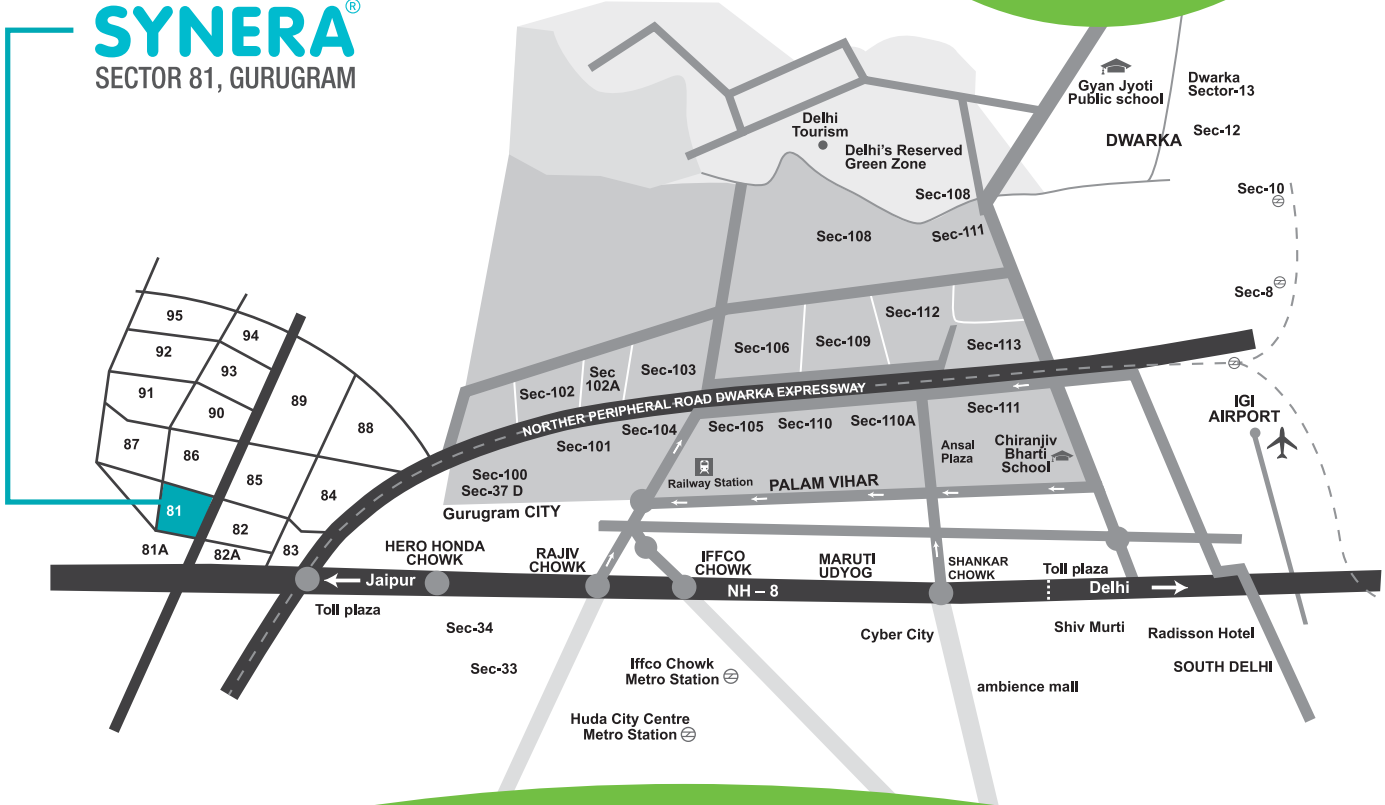 SYNERA®
SECTOR 81, GURUGRAM
Gyan Jyoti
Public school
Dwarka
Sector-13
DWARKA
Sec-12
Delhi
Tourism
Delhi's Reserved
Green Zone
Sec-108
Sec-10
Sec-108
Sec-111
Sec-8
95
94
92
93
91
90
89
88
87
86
85
84
81
82
83
81A
82A
Sec-112
Sec-106
Sec-109
Sec-113
Sec-103
Sec
102A
Sec-102
NORTHER PERIPHERAL ROAD DWARKA EXPRESSWAY
Sec-111
Sec-110A
Sec-110
Sec-105
Sec-104
Sec-101
Sec-100
Sec-37 D
Gurugram CITY
IGI
AIRPORT
Ansal
Plaza
Chiranjiv
Bharti
School
Railway Station
PALAM VIHAR
HERO HONDA
CHOWK
RAJIV
CHOWK
IFFCO
CHOWK
MARUTI
UDYOG
SHANKAR
CHOWK
Toll plaza
Jaipur
NH – 8
Delhi
Toll plaza
Sec-34
Sec-33
Cyber City
Shiv Murti
Radisson Hotel
SOUTH DELHI
Iffco Chowk
Metro Station
ambience mall
Huda City Centre
Metro Station